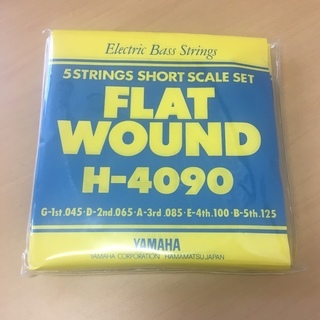 Electric Bass Strings
5 STRINGS SHORT SCALE SET
FLAT
WOUND
H-4090
G-1st.045·D-2nd.065·A-3rd.085·E-4th.100·B-5th.125
YAMAHA
YAMAHA CORPORATION HAMAMATSU JAPAN